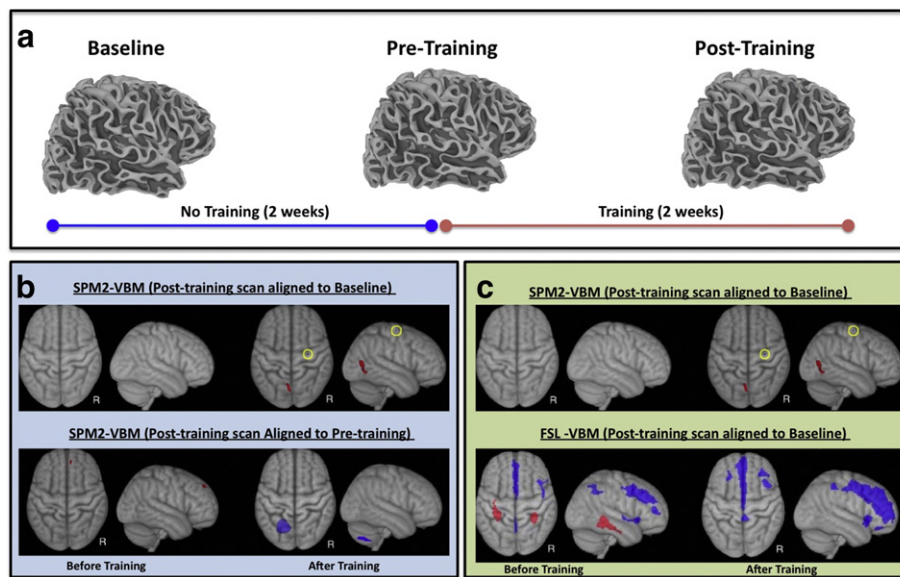 a
Baseline Pre-Training Post-Training
No Training (2 weeks) Training (2 weeks)
b
SPM2-VBM (Post-training scan aligned to Baseline)
R R
SPM2-VBM (Post-training scan Aligned to Pre-training)
R R
Before Training After Training
c
SPM2-VBM (Post-training scan aligned to Baseline)
R R
FSL -VBM (Post-training scan aligned to Baseline)
R R
Before Training After Training